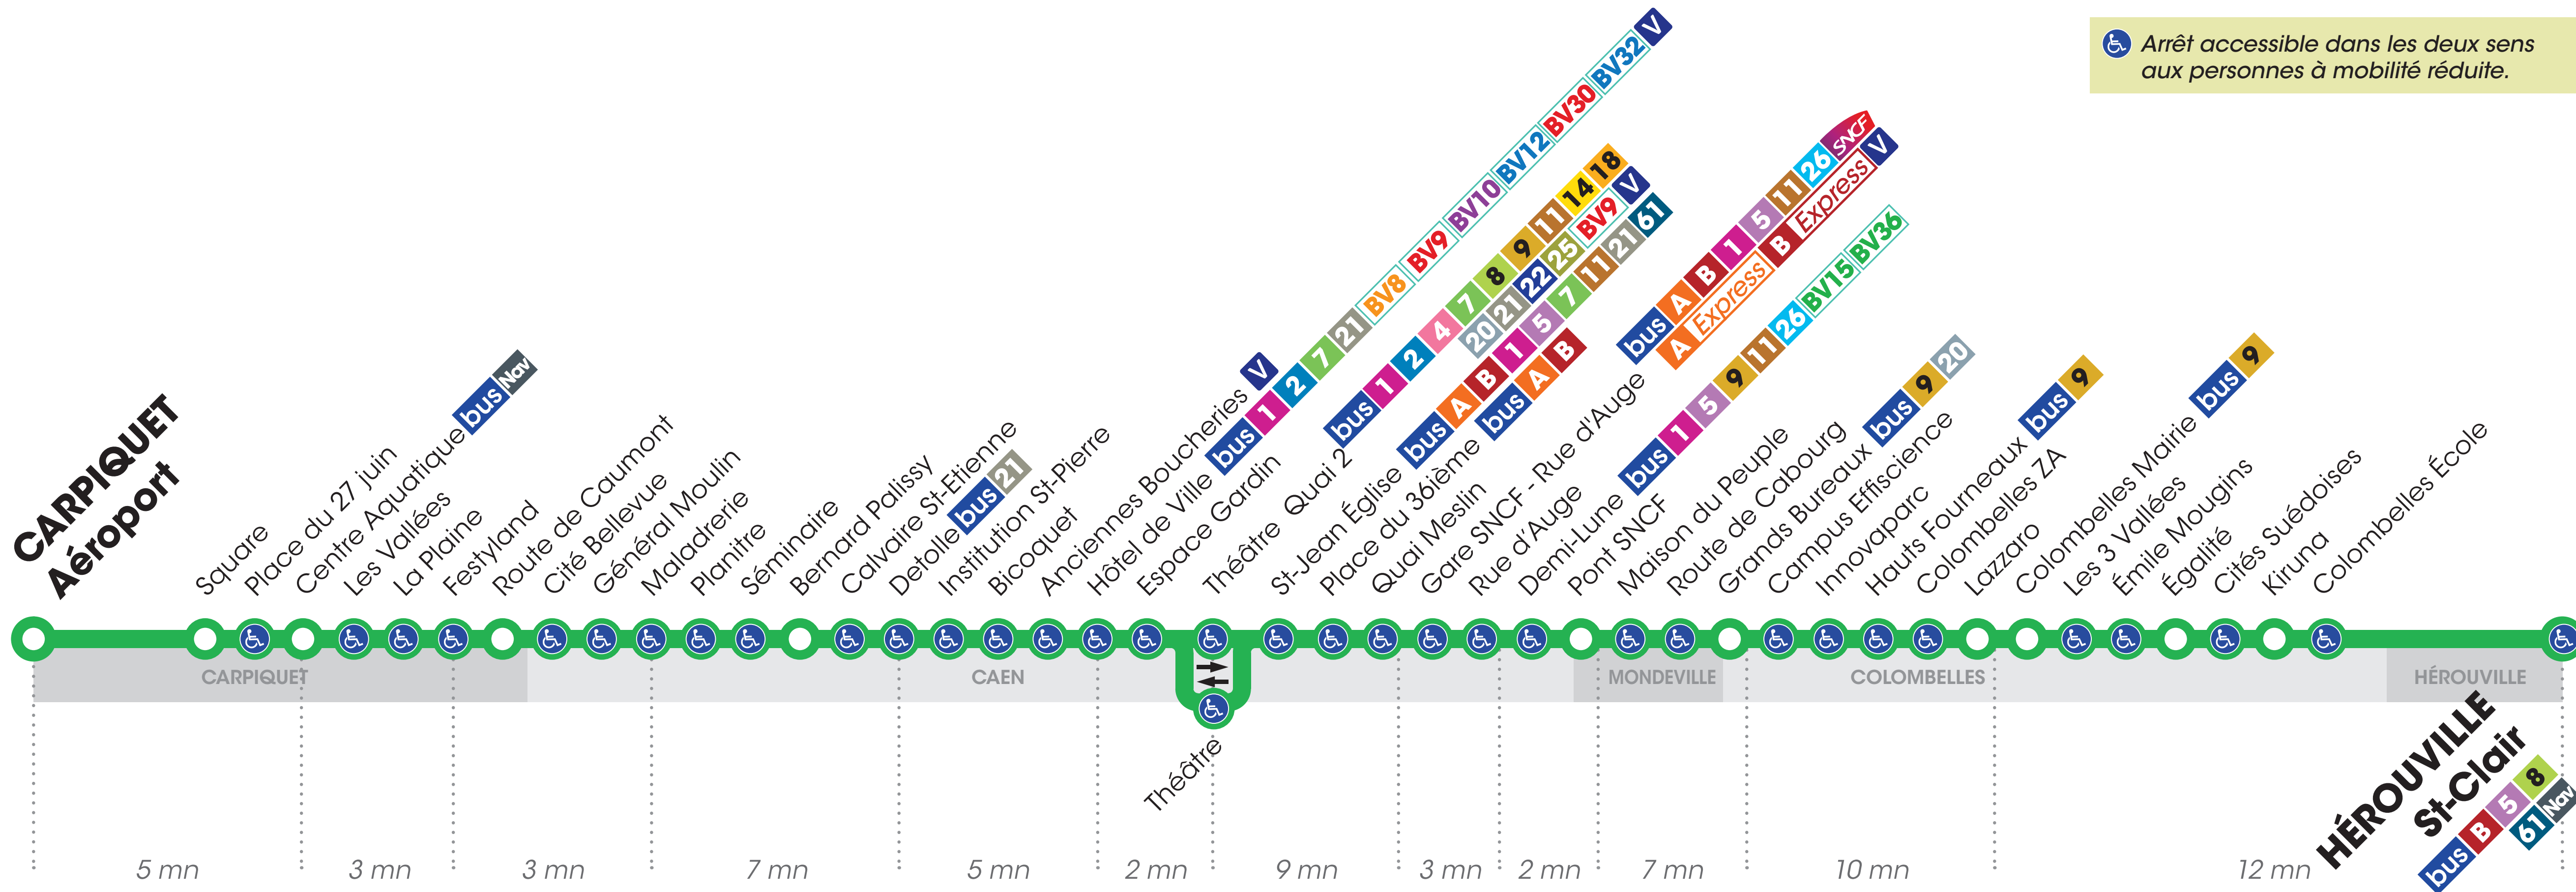 Arrêt accessible dans les deux sens
aux personnes à mobilité réduite.
CARPIQUET
Aéroport
Square
Place du 27 juin
Centre Aquatique bus Nav
Les Vallées
La Plaine
Festyland
Route de Caumont
Cité Bellevue
Général Moulin
Maladrerie
Planitre
Séminaire
Bernard Palissy
Calvaire St-Etienne
Detolle bus 21
Institution St-Pierre
Bicoquet
Anciennes Boucheries V
Hôtel de Ville bus 1 2 7 21 BV8 BV9 BV10 BV12 BV30 BV32 V
Espace Gardin
Théâtre Quai 2 bus 1 2 4 7 8 9 11 14 18
20 21 22 25 BV9 V
St-Jean Église bus A B 1 5 7 11 21 61
Place du 36ième bus A B
Quai Meslin
Gare SNCF - Rue d'Auge bus A B 1 5 11 26 SNCF
A Express B Express V
Rue d'Auge
Demi-Lune bus 1 5 9 11 26 BV15 BV36
Pont SNCF
Maison du Peuple
Route de Cabourg
Grands Bureaux bus 9 20
Campus Effiscience
Innovaparc
Hauts Fourneaux bus 9
Colombelles ZA
Lazzaro
Colombelles Mairie bus 9
Les 3 Vallées
Émile Mougins
Égalité
Cités Suédoises
Kiruna
Colombelles École
CARPIQUET
CAEN
MONDEVILLE
COLOMBELLES
HÉROUVILLE
Théâtre
HÉROUVILLE
St-Clair
bus B 5 8
61 Nav
5 mn
3 mn
3 mn
7 mn
5 mn
2 mn
9 mn
3 mn
2 mn
7 mn
10 mn
12 mn